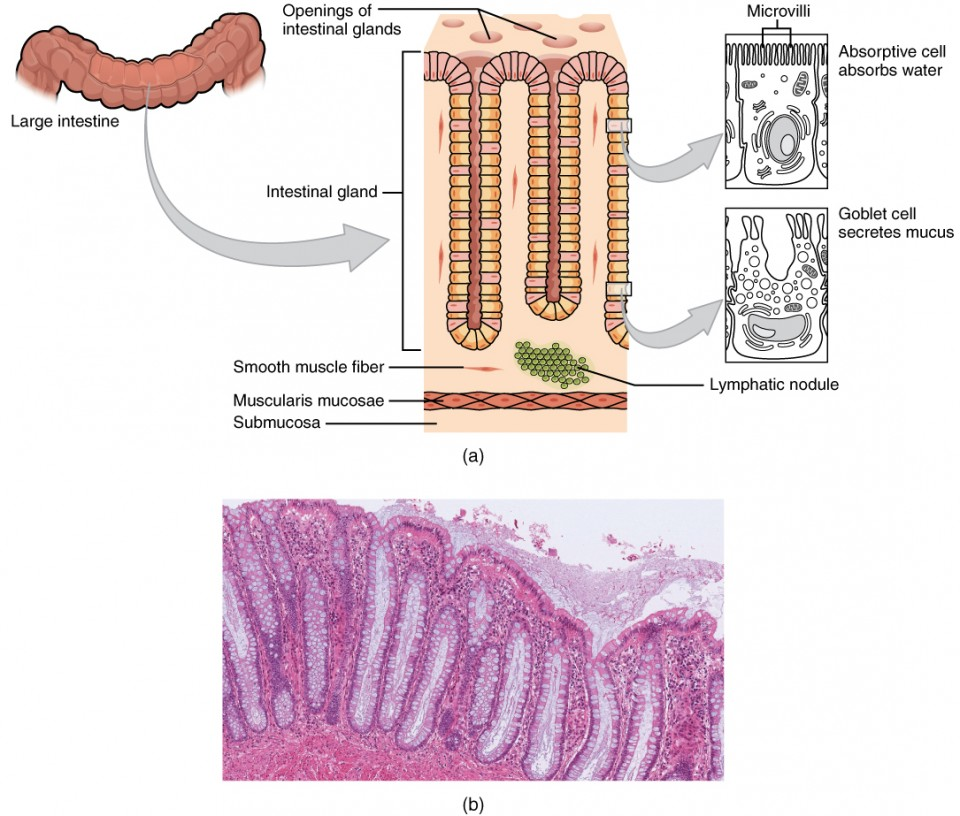 Openings of
intestinal glands
Microvilli
Absorptive cell
absorbs water
Large intestine
Intestinal gland
Goblet cell
secretes mucus
Smooth muscle fiber
Lymphatic nodule
Muscularis mucosae
Submucosa
(a)
(b)